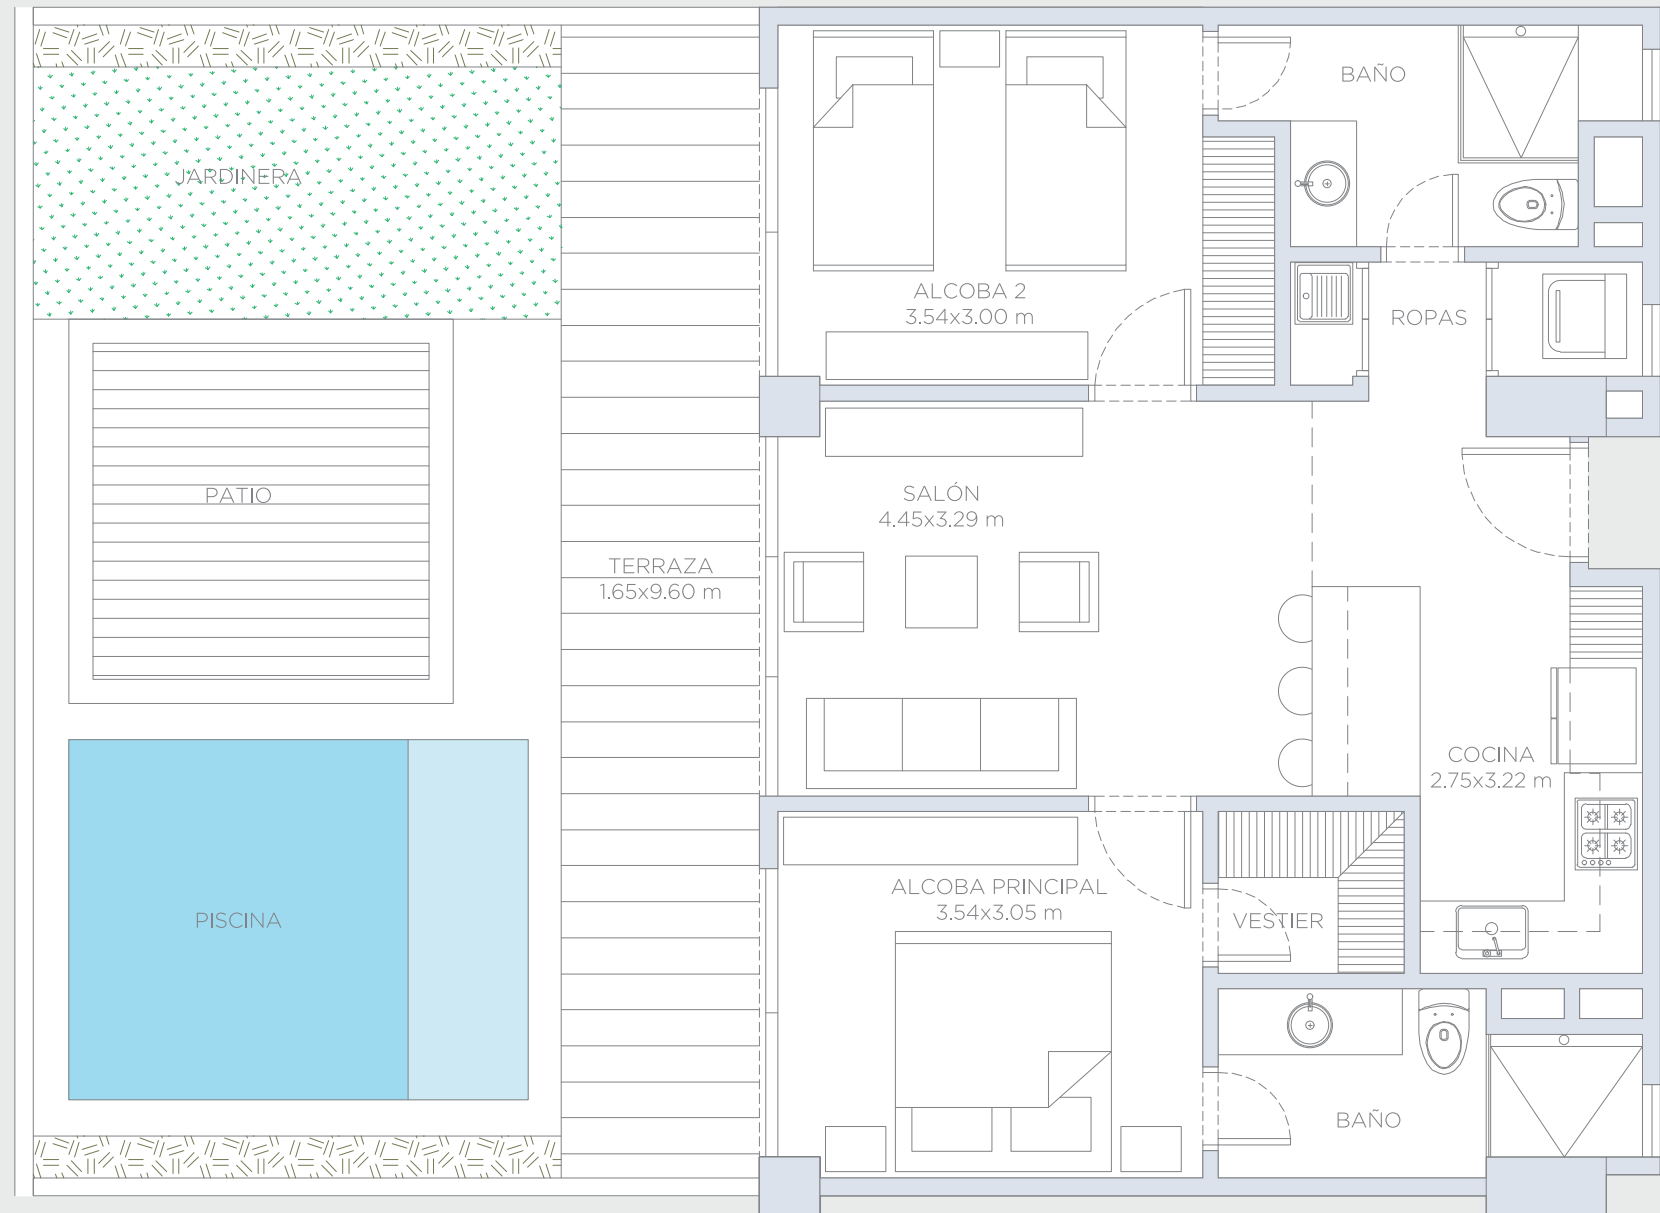 BAÑO
JARDINERA
ALCOBA 2
3.54x3.00 m
ROPAS
PATIO
SALÓN
4.45x3.29 m
TERRAZA
1.65x9.60 m
COCINA
2.75x3.22 m
ALCOBA PRINCIPAL
3.54x3.05 m
PISCINA
VESTIER
BAÑO